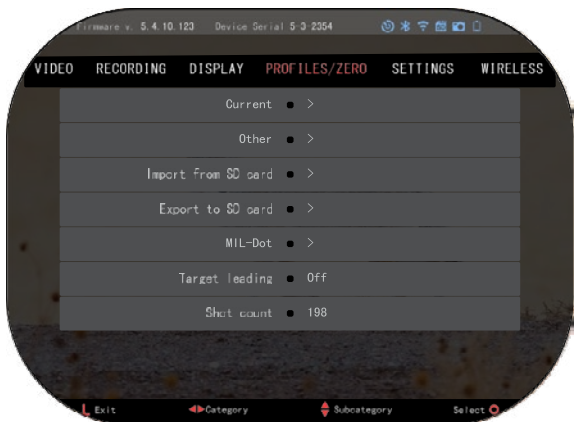 Firmware v. 5.4.10.123 Device Serial 5-3-2354
VIDEO RECORDING DISPLAY PROFILES/ZERO SETTINGS WIRELESS
Current >
Other >
Import from SD card >
Export to SD card >
MIL-Dot >
Target leading Off
Shot count 198
Exit Category Subcategory Select